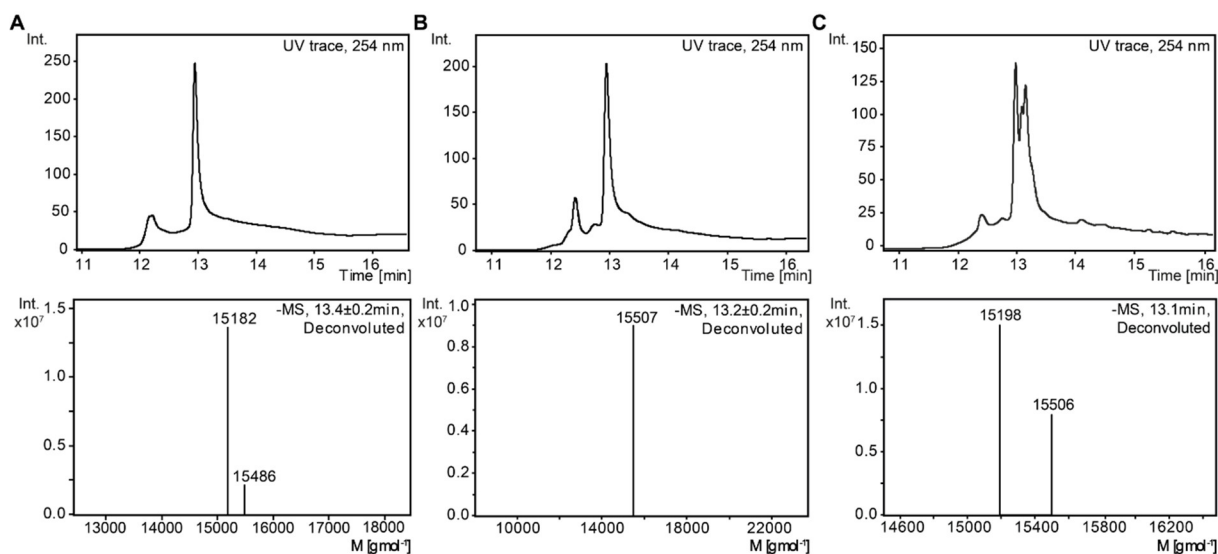 A
Int.
UV trace, 254 nm
250
200
150
100
50
0
11 12 13 14 15 16
Time [min]
B
Int.
UV trace, 254 nm
200
150
100
50
0
11 12 13 14 15 16
Time [min]
C
Int.
UV trace, 254 nm
150
125
100
75
50
25
0
11 12 13 14 15 16
Time [min]
Int.
x10⁷
-MS, 13.4±0.2min,
Deconvoluted
1.5
1.0
0.5
0.0
15182
15486
13000 14000 15000 16000 17000 18000
M [gmol⁻¹]
Int.
x10⁷
-MS, 13.2±0.2min,
Deconvoluted
1.0
0.8
0.6
0.4
0.2
0.0
15507
10000 14000 18000 22000
M [gmol⁻¹]
Int.
x10⁷
-MS, 13.1min,
Deconvoluted
1.5
1.0
0.5
0.0
15198
15506
14600 15000 15400 15800 16200
M [gmol⁻¹]